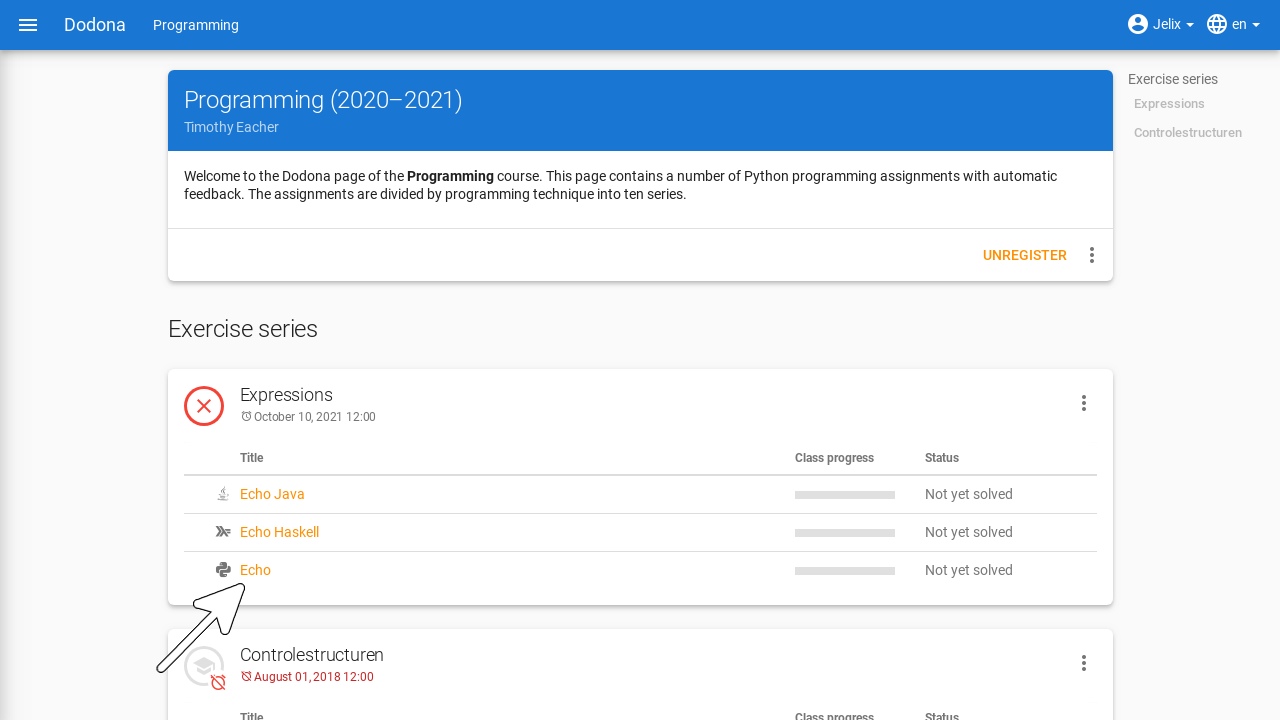 Dodona Programming Jelix en
Programming (2020–2021)
Timothy Eacher
Welcome to the Dodona page of the Programming course. This page contains a number of Python programming assignments with automatic
feedback. The assignments are divided by programming technique into ten series.
UNREGISTER
Exercise series
Expressions
Controlestructuren
Exercise series
Expressions
October 10, 2021 12:00
Title Class progress Status
Echo Java Not yet solved
Echo Haskell Not yet solved
Echo Not yet solved
Controlestructuren
August 01, 2018 12:00
Title Class progress Status